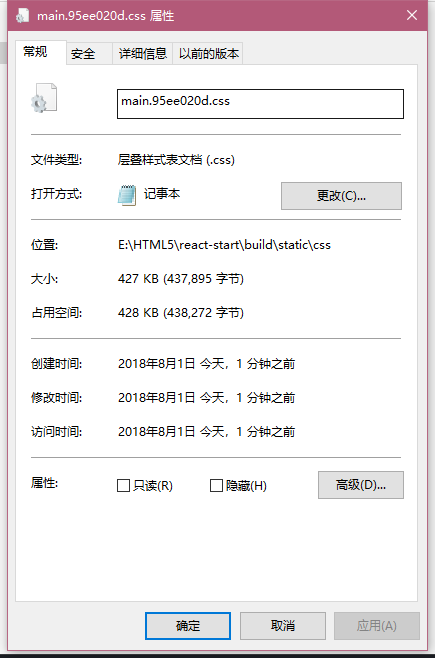 main.95ee020d.css 属性
常规 安全 详细信息 以前的版本
main.95ee020d.css
文件类型: 层叠样式表文档 (.css)
打开方式: 记事本 更改(C)...
位置: E:\HTML5\react-start\build\static\css
大小: 427 KB (437,895 字节)
占用空间: 428 KB (438,272 字节)
创建时间: 2018年8月1日 今天，1 分钟之前
修改时间: 2018年8月1日 今天，1 分钟之前
访问时间: 2018年8月1日 今天，1 分钟之前
属性: 只读(R) 隐藏(H) 高级(D)...
确定 取消 应用(A)